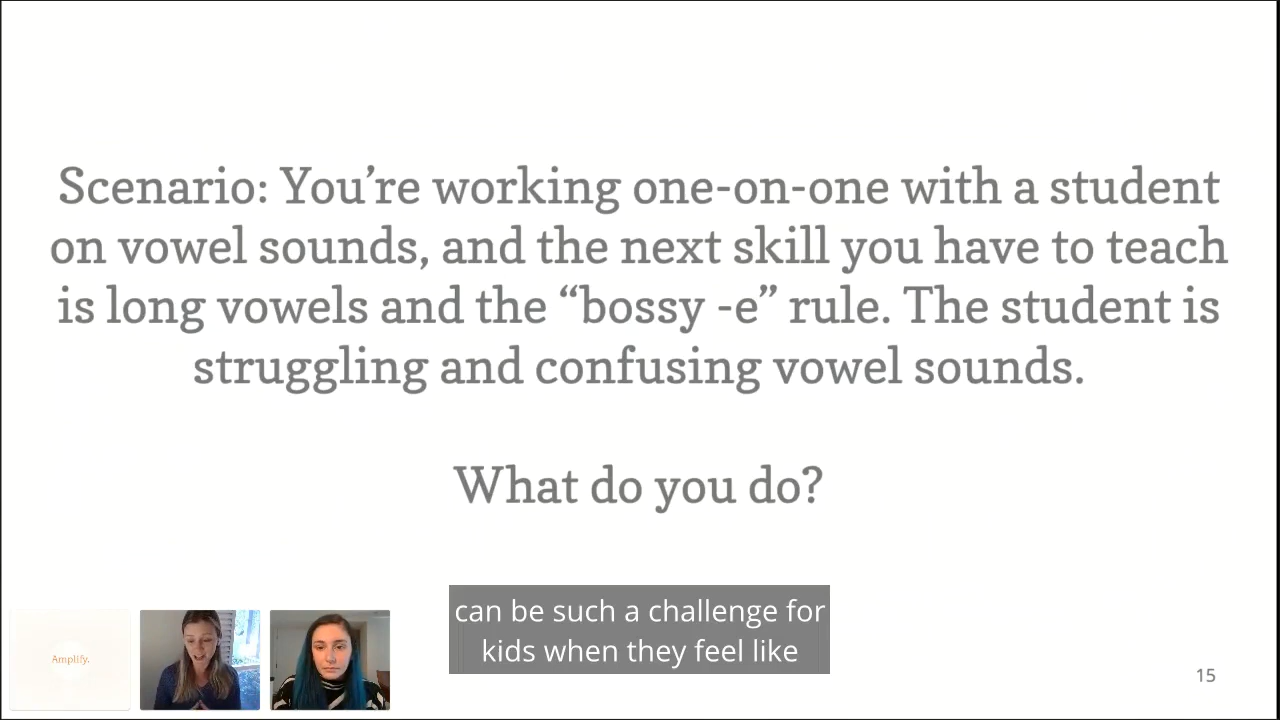 Scenario: You’re working one-on-one with a student
on vowel sounds, and the next skill you have to teach
is long vowels and the “bossy -e” rule. The student is
struggling and confusing vowel sounds.
What do you do?
can be such a challenge for
kids when they feel like
Amplify.
15